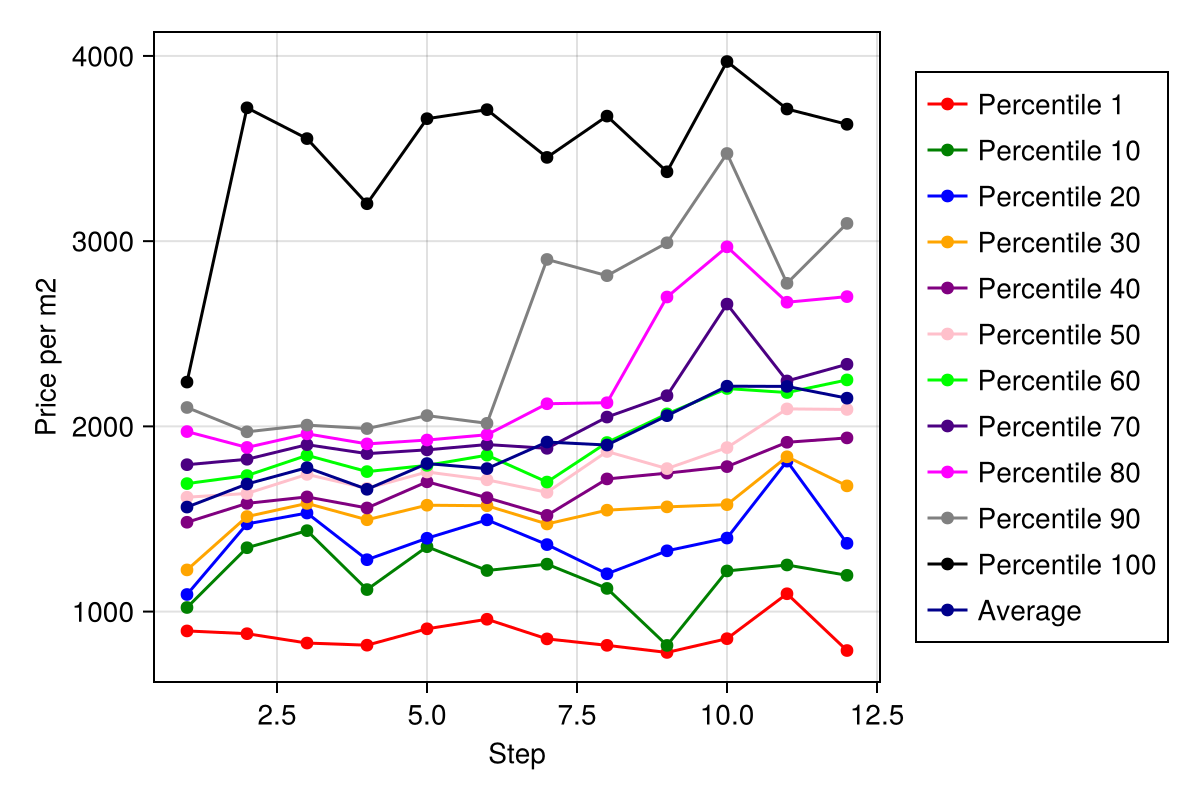 4000
3000
2000
1000
Price per m2
2.5 5.0 7.5 10.0 12.5
Step
Percentile 1
Percentile 10
Percentile 20
Percentile 30
Percentile 40
Percentile 50
Percentile 60
Percentile 70
Percentile 80
Percentile 90
Percentile 100
Average